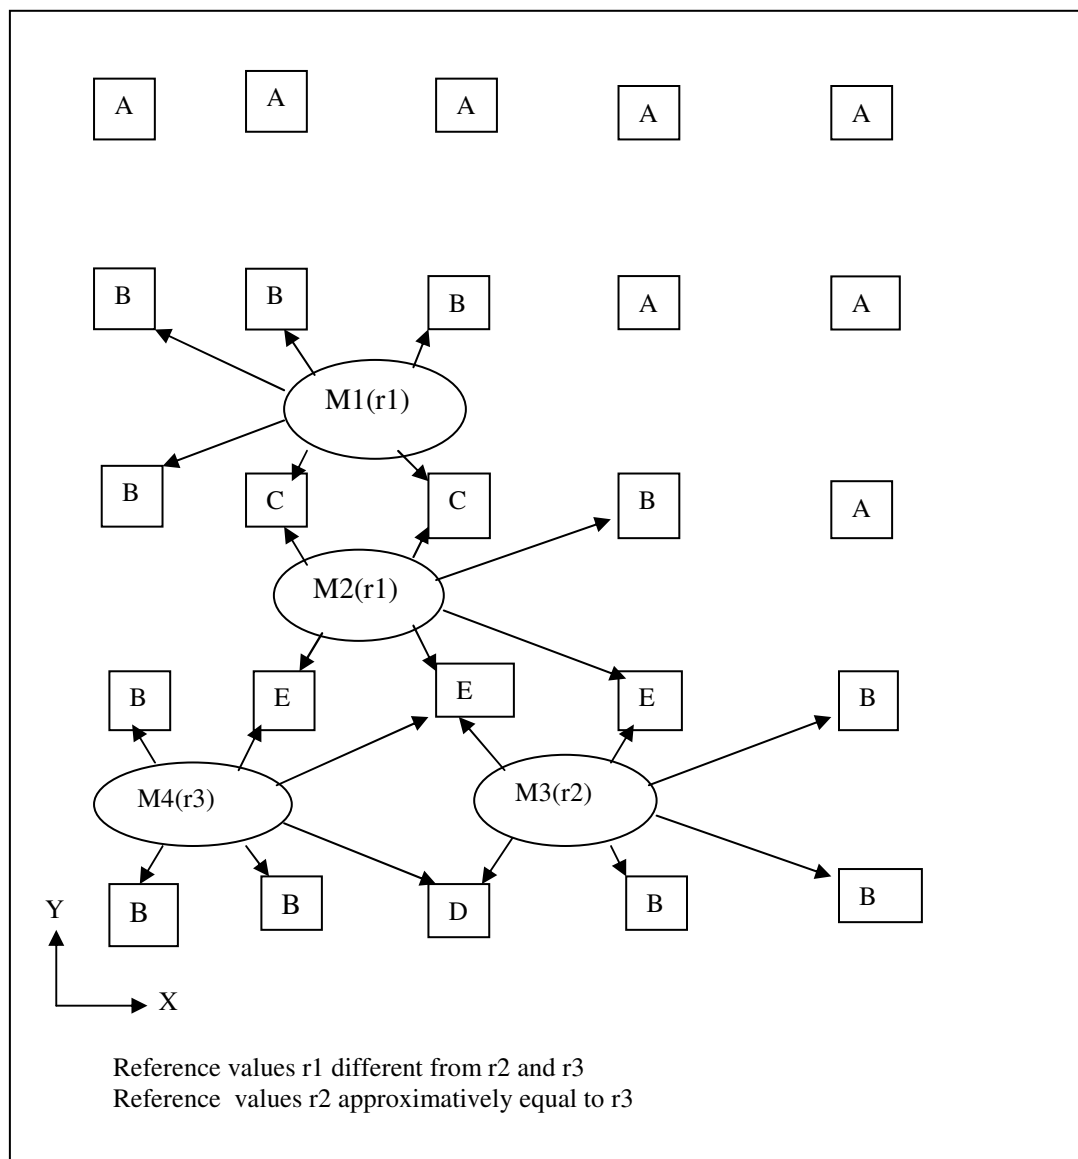 A A A A A
B B B A A
M1(r1)
B C C B A
M2(r1)
B E E E B
M4(r3) M3(r2)
B B D B B
Y
X
Reference values r1 different from r2 and r3
Reference values r2 approximatively equal to r3